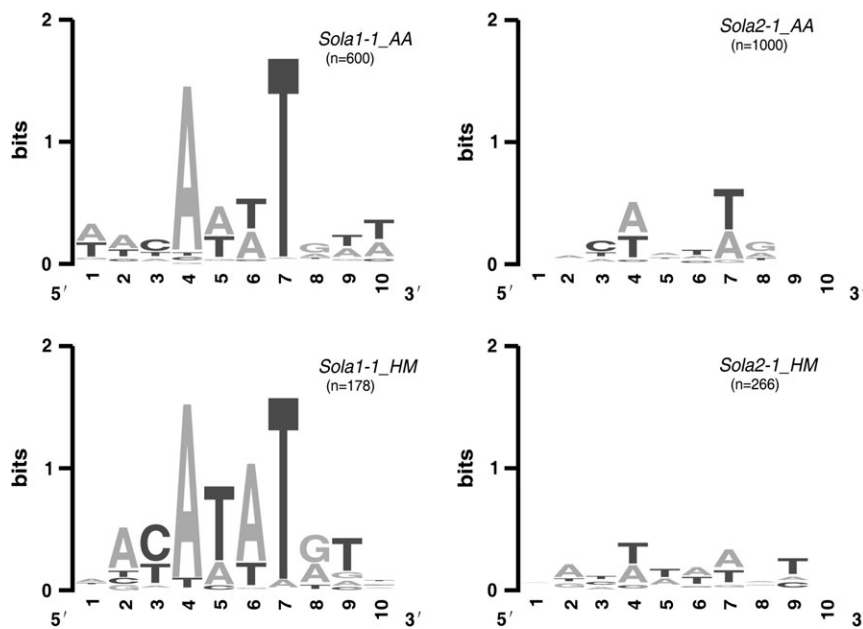 2
Sola1-1_AA
(n=600)
bits
1
0
1 2 3 4 5 6 7 8 9 10
5′ 3′
2
Sola2-1_AA
(n=1000)
bits
1
0
1 2 3 4 5 6 7 8 9 10
5′ 3′
2
Sola1-1_HM
(n=178)
bits
1
0
1 2 3 4 5 6 7 8 9 10
5′ 3′
2
Sola2-1_HM
(n=266)
bits
1
0
1 2 3 4 5 6 7 8 9 10
5′ 3′